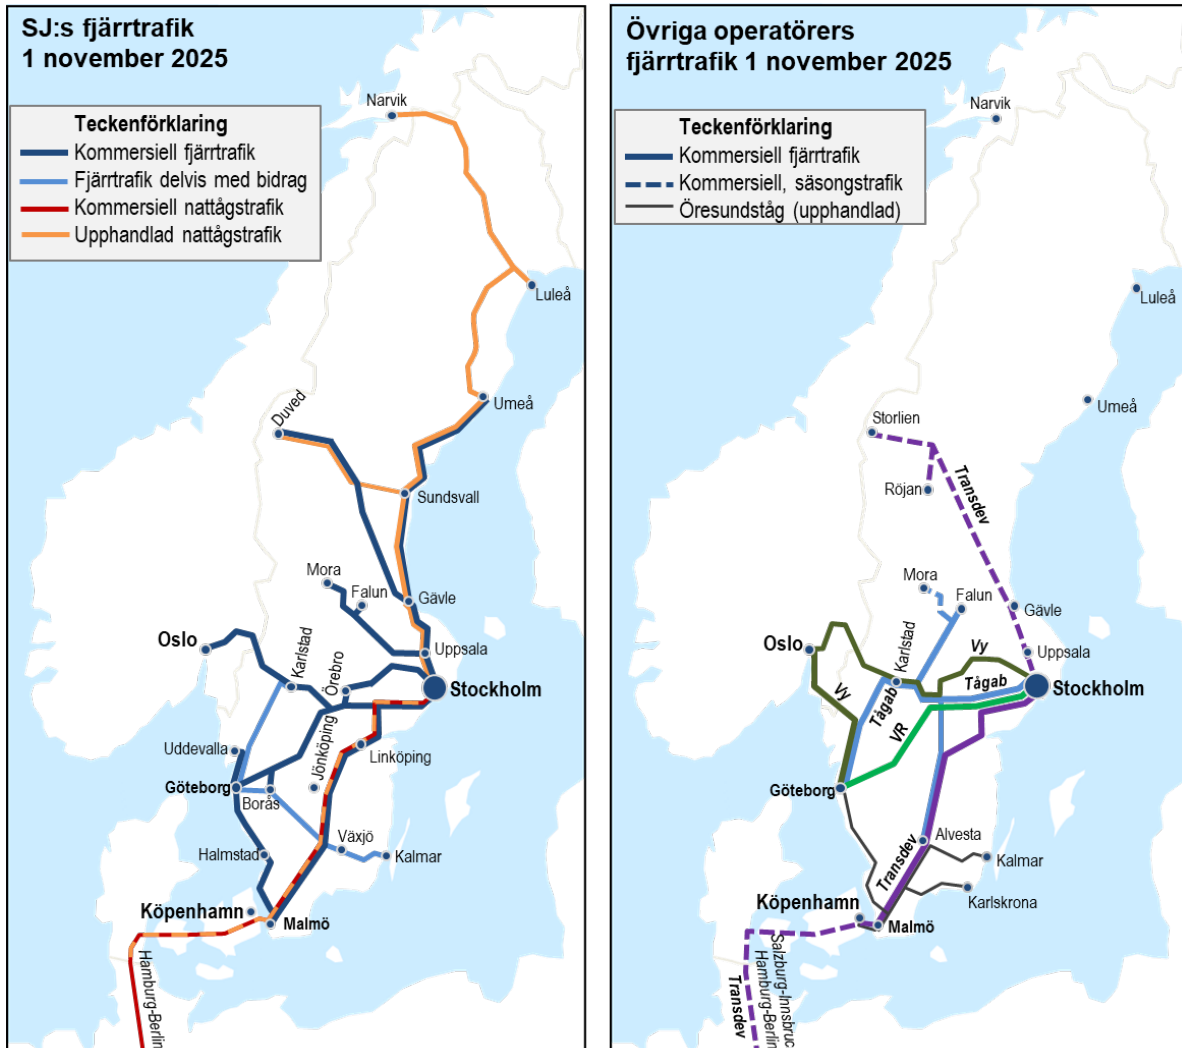 SJ:s fjärrtrafik
1 november 2025
Teckenförklaring
Kommersiell fjärrtrafik
Fjärrtrafik delvis med bidrag
Kommersiell nattågstrafik
Upphandlad nattågstrafik
Narvik
Luleå
Umeå
Duved
Sundsvall
Mora
Falun
Gävle
Oslo
Karlstad
Örebro
Uppsala
Stockholm
Uddevalla
Jönköping
Linköping
Göteborg
Borås
Halmstad
Växjö
Kalmar
Köpenhamn
Malmö
Hamburg-Berlin
Övriga operatörers
fjärrtrafik 1 november 2025
Teckenförklaring
Kommersiell fjärrtrafik
Kommersiell, säsongstrafik
Öresundståg (upphandlad)
Narvik
Luleå
Umeå
Storlien
Röjan
Transdev
Mora
Falun
Gävle
Oslo
Karlstad
Vy
Uppsala
Vy
Tågab
Tågab
Stockholm
VR
Göteborg
Transdev
Alvesta
Kalmar
Karlskrona
Köpenhamn
Malmö
Salzburg-Innsbruc
Hamburg-Berlin
Transdev